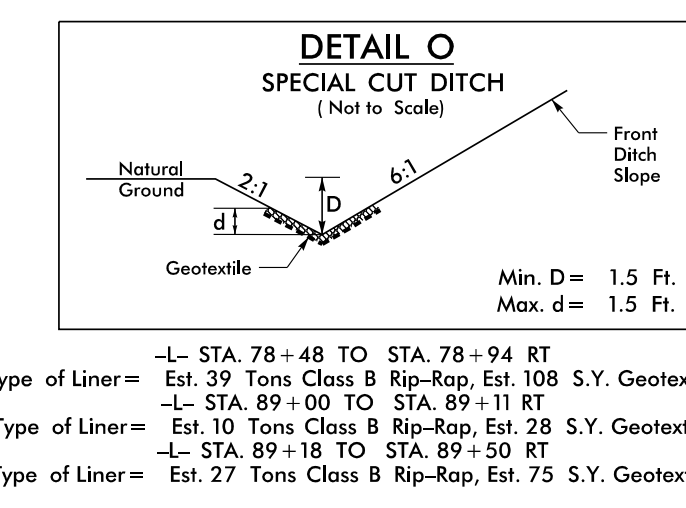 DETAIL O
SPECIAL CUT DITCH
( Not to Scale)
Natural
Ground
2:1
D
6:1
Front
Ditch
Slope
d
Geotextile
Min. D = 1.5 Ft.
Max. d = 1.5 Ft.
–L– STA. 78+48 TO STA. 78+94 RT
ype of Liner= Est. 39 Tons Class B Rip–Rap, Est. 108 S.Y. Geotex
–L– STA. 89+00 TO STA. 89+11 RT
Type of Liner= Est. 10 Tons Class B Rip–Rap, Est. 28 S.Y. Geotext
–L– STA. 89+18 TO STA. 89+50 RT
Type of Liner= Est. 27 Tons Class B Rip–Rap, Est. 75 S.Y. Geotext